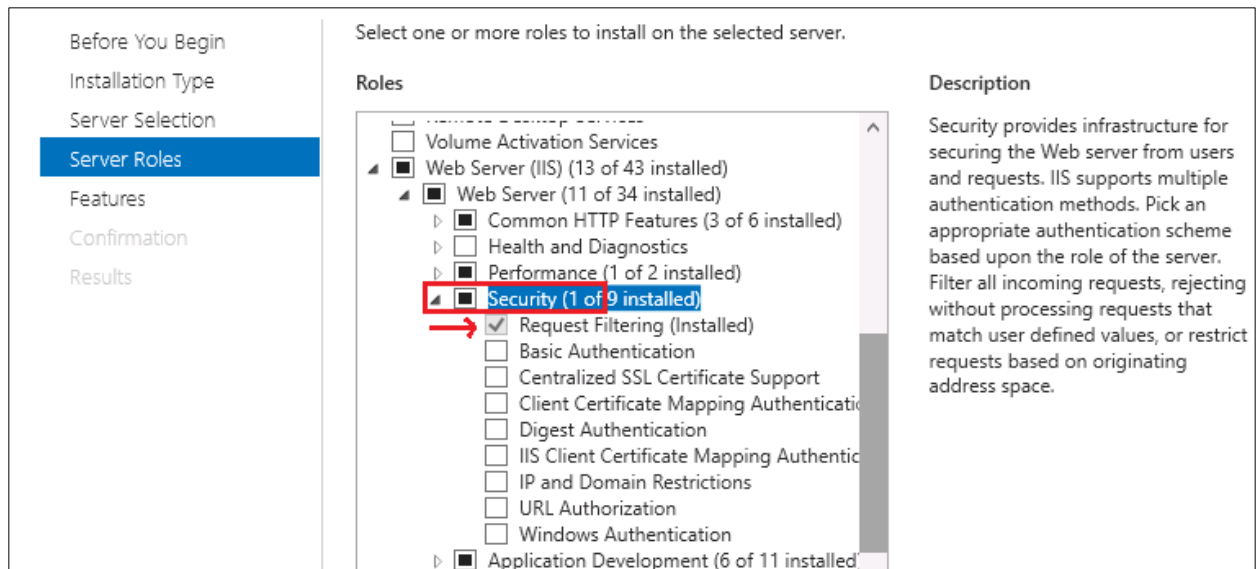 Before You Begin
Installation Type
Server Selection
Server Roles
Features
Confirmation
Results
Select one or more roles to install on the selected server.
Roles
Remote Desktop Services
Volume Activation Services
Web Server (IIS) (13 of 43 installed)
Web Server (11 of 34 installed)
Common HTTP Features (3 of 6 installed)
Health and Diagnostics
Performance (1 of 2 installed)
Security (1 of 9 installed)
Request Filtering (Installed)
Basic Authentication
Centralized SSL Certificate Support
Client Certificate Mapping Authenticatic
Digest Authentication
IIS Client Certificate Mapping Authentic
IP and Domain Restrictions
URL Authorization
Windows Authentication
Application Development (6 of 11 installed)
Description
Security provides infrastructure for
securing the Web server from users
and requests. IIS supports multiple
authentication methods. Pick an
appropriate authentication scheme
based upon the role of the server.
Filter all incoming requests, rejecting
without processing requests that
match user defined values, or restrict
requests based on originating
address space.